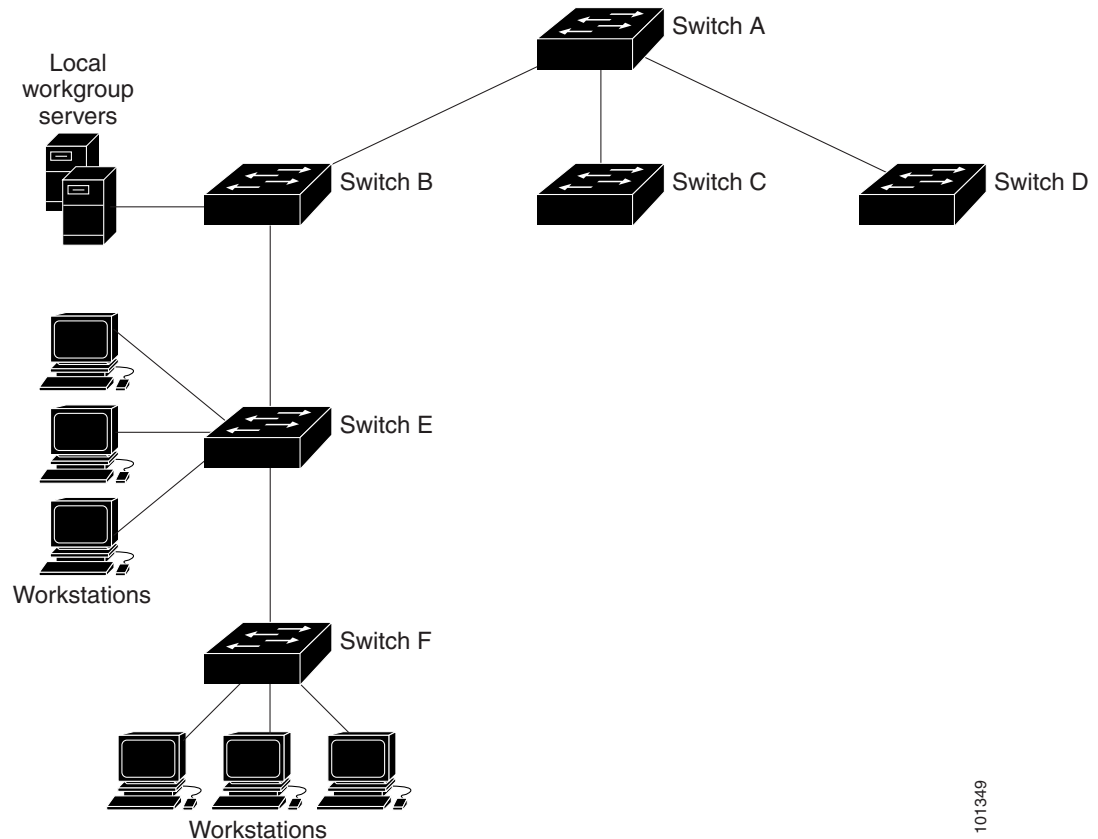 Switch A
Local
workgroup
servers
Switch B
Switch C
Switch D
Switch E
Workstations
Switch F
Workstations
101349